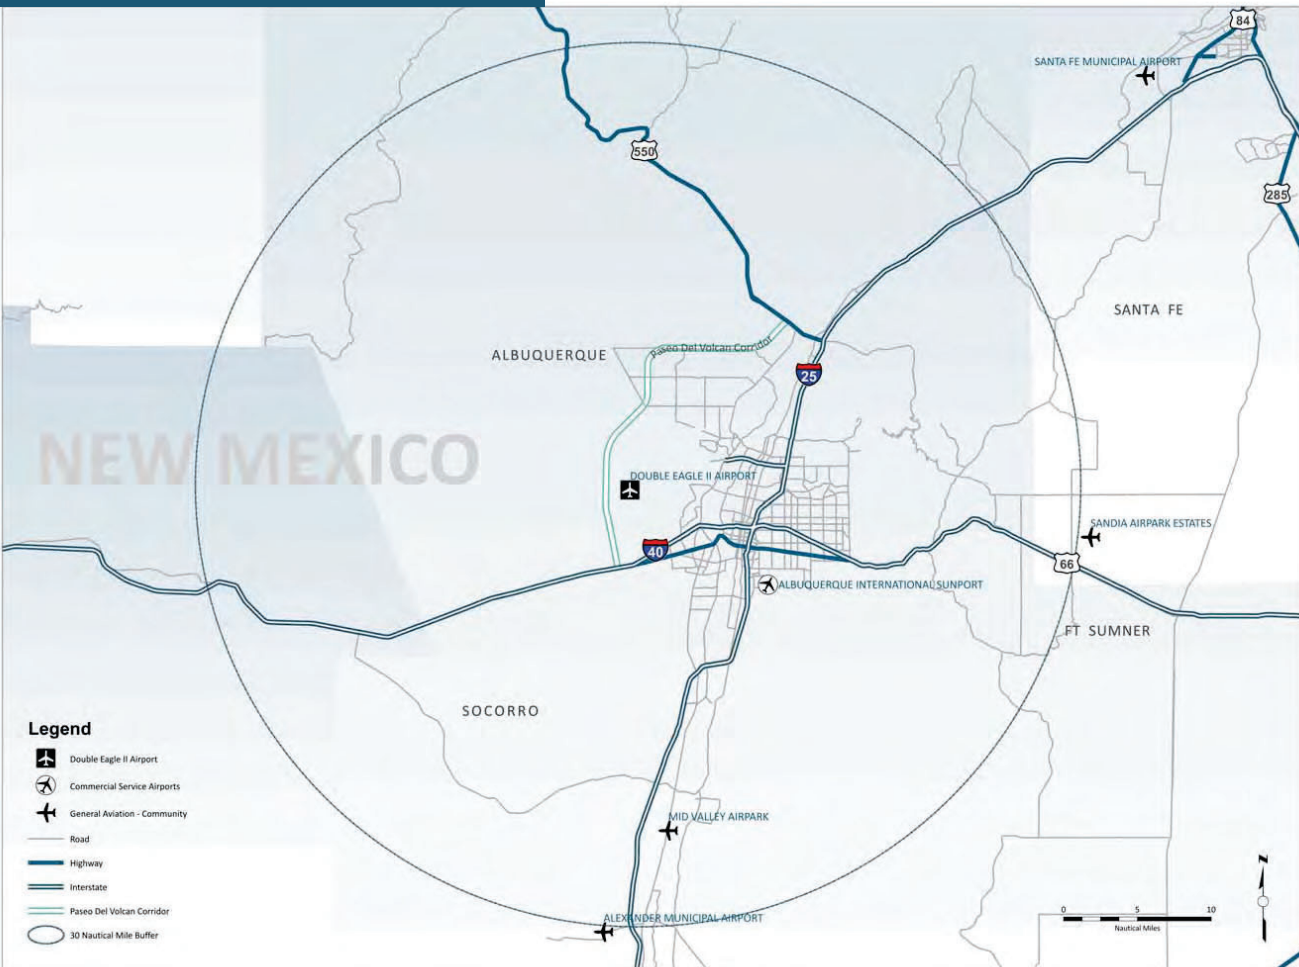 84
SANTA FE MUNICIPAL AIRPORT
550
285
SANTA FE
Paseo Del Volcan Corridor
ALBUQUERQUE
25
NEW MEXICO
DOUBLE EAGLE II AIRPORT
SANDIA AIRPARK ESTATES
40
66
ALBUQUERQUE INTERNATIONAL SUNPORT
FT SUMNER
SOCORRO
MID VALLEY AIRPARK
ALEXANDER MUNICIPAL AIRPORT
Legend
Double Eagle II Airport
Commercial Service Airports
General Aviation - Community
Road
Highway
Interstate
Paseo Del Volcan Corridor
30 Nautical Mile Buffer
N
0 5 10
Nautical Miles